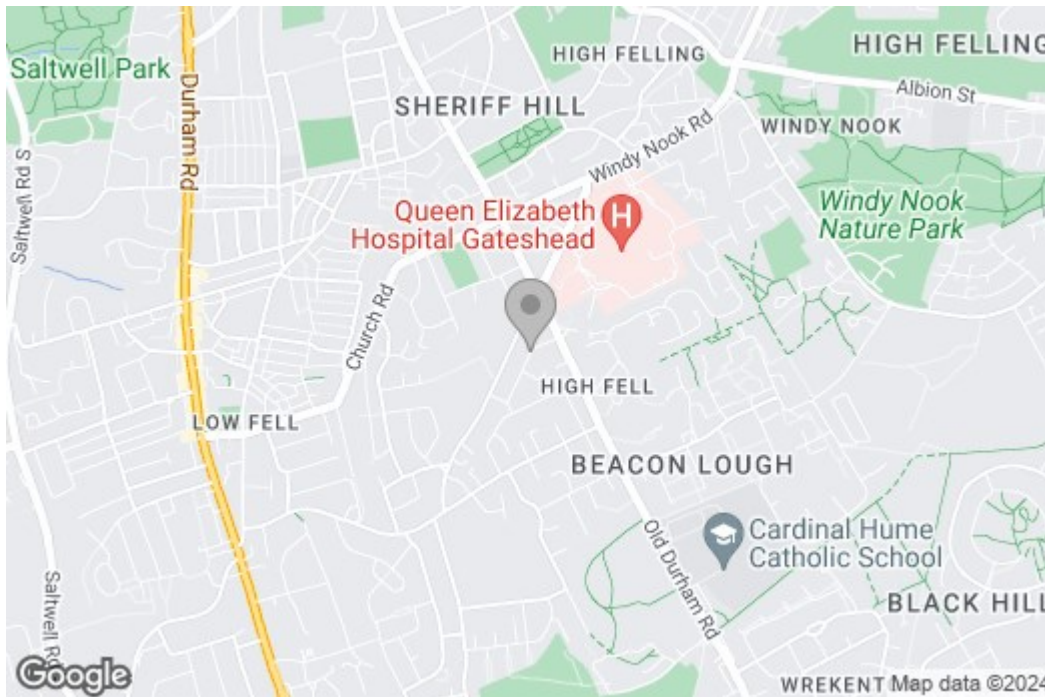 HIGH FELLING
HIGH FELLING
Saltwell Park
Albion St
Durham Rd
SHERIFF HILL
WINDY NOOK
Windy Nook Rd
Saltwell Rd S
Queen Elizabeth
Hospital Gateshead
H
Windy Nook
Nature Park
Church Rd
HIGH FELL
LOW FELL
BEACON LOUGH
Old Durham Rd
Cardinal Hume
Catholic School
Saltwell Rd
BLACK HILL
Google
WREKENT
Map data ©2024